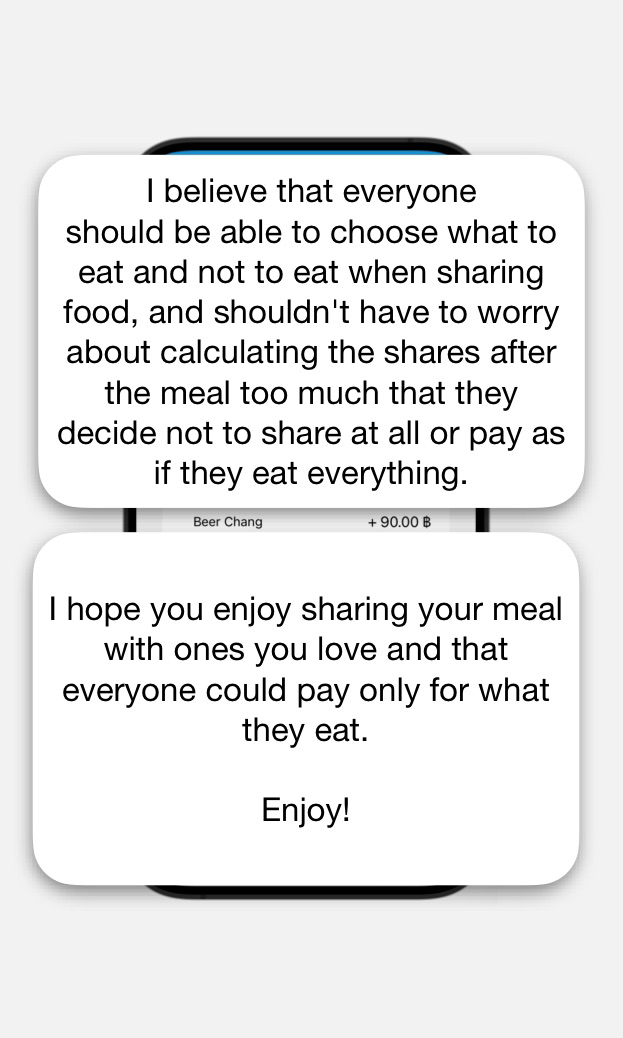 I believe that everyone
should be able to choose what to
eat and not to eat when sharing
food, and shouldn't have to worry
about calculating the shares after
the meal too much that they
decide not to share at all or pay as
if they eat everything.
Beer Chang + 90.00 ฿
I hope you enjoy sharing your meal
with ones you love and that
everyone could pay only for what
they eat.
Enjoy!